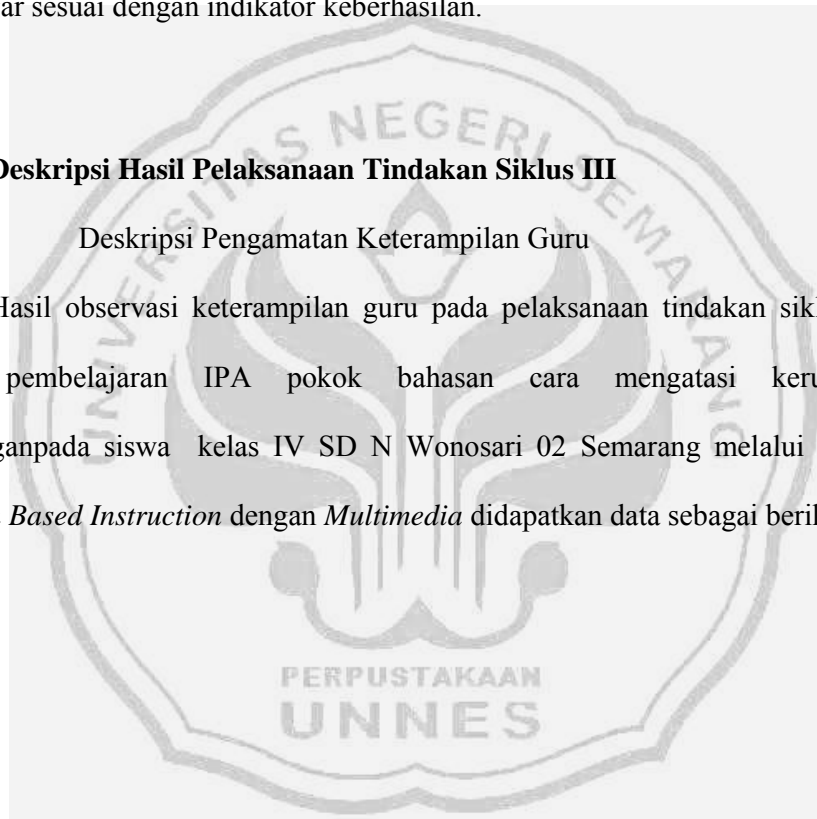 ar sesuai dengan indikator keberhasilan.
Deskripsi Hasil Pelaksanaan Tindakan Siklus III
Deskripsi Pengamatan Keterampilan Guru
Hasil observasi keterampilan guru pada pelaksanaan tindakan sikl
pembelajaran IPA pokok bahasan cara mengatasi keru
ganpada siswa kelas IV SD N Wonosari 02 Semarang melalui
Based Instruction dengan Multimedia didapatkan data sebagai beril
UNIVERSITAS NEGERI SEMARANG
PERPUSTAKAAN
UNNES